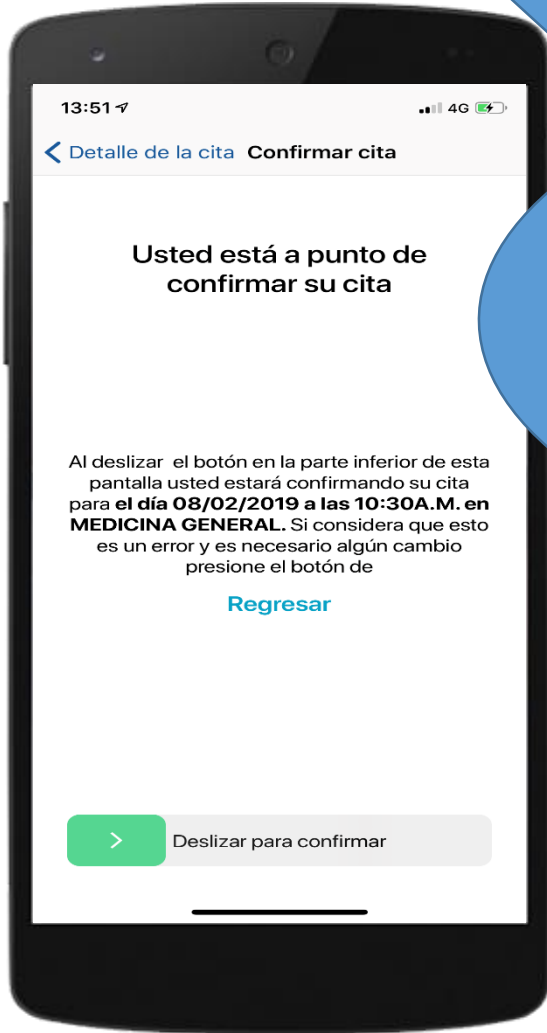 13:51 4G
Detalle de la cita Confirmar cita
Usted está a punto de
confirmar su cita
Al deslizar el botón en la parte inferior de esta
pantalla usted estará confirmando su cita
para el día 08/02/2019 a las 10:30A.M. en
MEDICINA GENERAL. Si considera que esto
es un error y es necesario algún cambio
presione el botón de
Regresar
Deslizar para confirmar